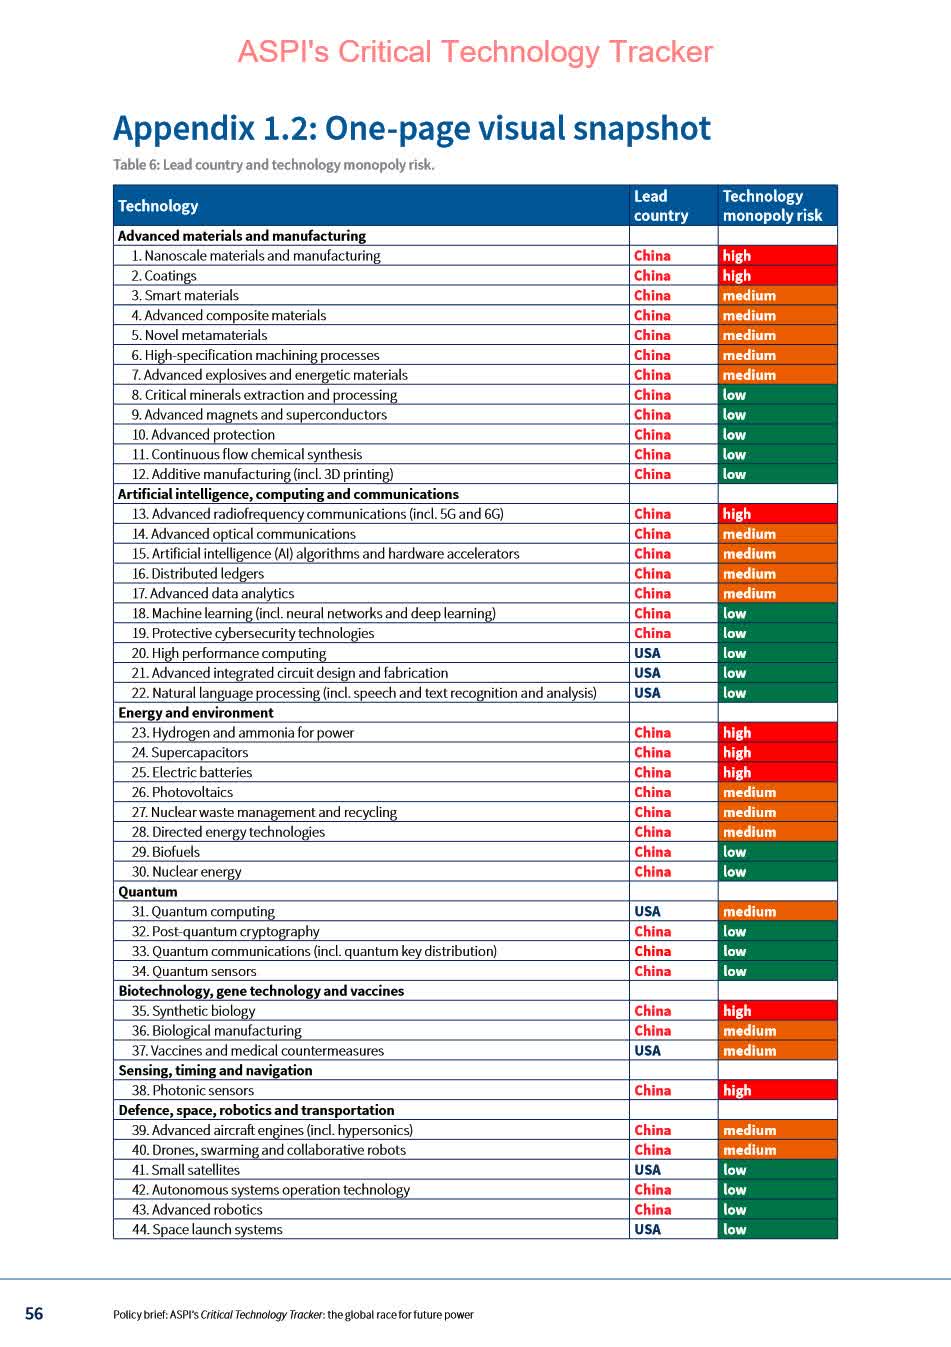 ASPI's Critical Technology Tracker
Appendix 1.2: One-page visual snapshot
Table 6: Lead country and technology monopoly risk.
Technology Lead country Technology monopoly risk
Advanced materials and manufacturing
1. Nanoscale materials and manufacturing China high
2. Coatings China high
3. Smart materials China medium
4. Advanced composite materials China medium
5. Novel metamaterials China medium
6. High-specification machining processes China medium
7. Advanced explosives and energetic materials China medium
8. Critical minerals extraction and processing China low
9. Advanced magnets and superconductors China low
10. Advanced protection China low
11. Continuous flow chemical synthesis China low
12. Additive manufacturing (incl. 3D printing) China low
Artificial intelligence, computing and communications
13. Advanced radiofrequency communications (incl. 5G and 6G) China high
14. Advanced optical communications China medium
15. Artificial intelligence (AI) algorithms and hardware accelerators China medium
16. Distributed ledgers China medium
17. Advanced data analytics China medium
18. Machine learning (incl. neural networks and deep learning) China low
19. Protective cybersecurity technologies China low
20. High performance computing USA low
21. Advanced integrated circuit design and fabrication USA low
22. Natural language processing (incl. speech and text recognition and analysis) USA low
Energy and environment
23. Hydrogen and ammonia for power China high
24. Supercapacitors China high
25. Electric batteries China high
26. Photovoltaics China medium
27. Nuclear waste management and recycling China medium
28. Directed energy technologies China medium
29. Biofuels China low
30. Nuclear energy China low
Quantum
31. Quantum computing USA medium
32. Post-quantum cryptography China low
33. Quantum communications (incl. quantum key distribution) China low
34. Quantum sensors China low
Biotechnology, gene technology and vaccines
35. Synthetic biology China high
36. Biological manufacturing China medium
37. Vaccines and medical countermeasures USA medium
Sensing, timing and navigation
38. Photonic sensors China high
Defence, space, robotics and transportation
39. Advanced aircraft engines (incl. hypersonics) China medium
40. Drones, swarming and collaborative robots China medium
41. Small satellites USA low
42. Autonomous systems operation technology China low
43. Advanced robotics China low
44. Space launch systems USA low
56 Policy brief: ASPI's Critical Technology Tracker: the global race for future power